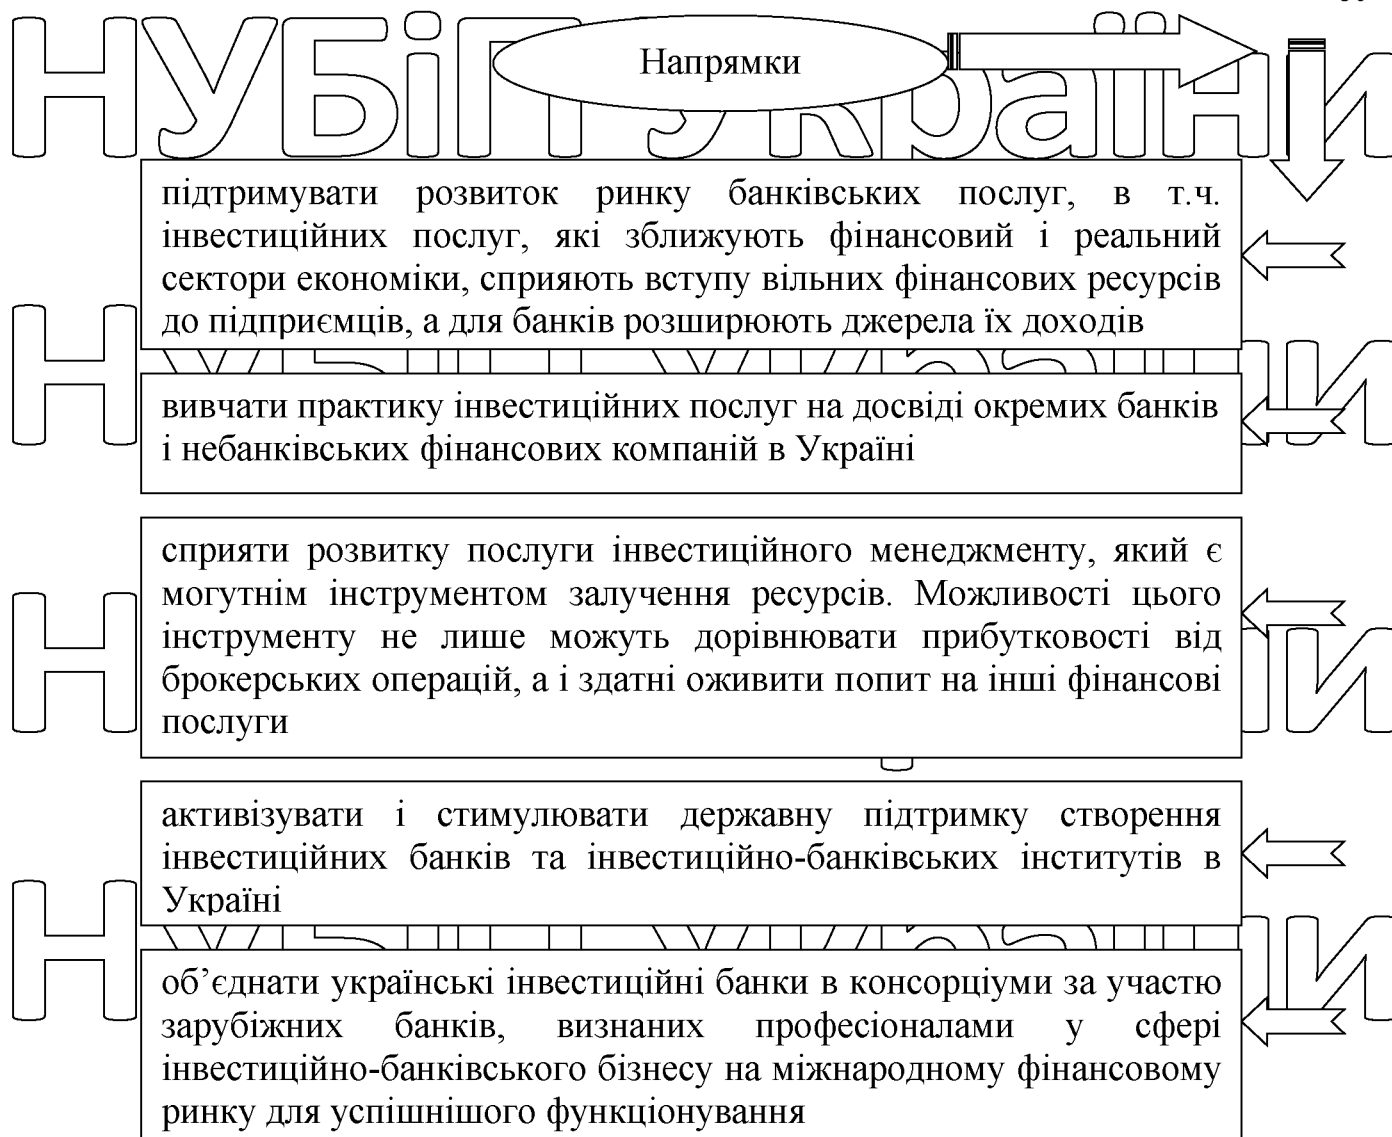 НУБіП України
Напрямки
підтримувати розвиток ринку банківських послуг, в т.ч.
інвестиційних послуг, які зближують фінансовий і реальний
сектори економіки, сприяють вступу вільних фінансових ресурсів
до підприємців, а для банків розширюють джерела їх доходів
вивчати практику інвестиційних послуг на досвіді окремих банків
і небанківських фінансових компаній в Україні
сприяти розвитку послуги інвестиційного менеджменту, який є
могутнім інструментом залучення ресурсів. Можливості цього
інструменту не лише можуть дорівнювати прибутковості від
брокерських операцій, а і здатні оживити попит на інші фінансові
послуги
активізувати і стимулювати державну підтримку створення
інвестиційних банків та інвестиційно-банківських інститутів в
Україні
об’єднати українські інвестиційні банки в консорціуми за участю
зарубіжних банків, визнаних професіоналами у сфері
інвестиційно-банківського бізнесу на міжнародному фінансовому
ринку для успішнішого функціонування